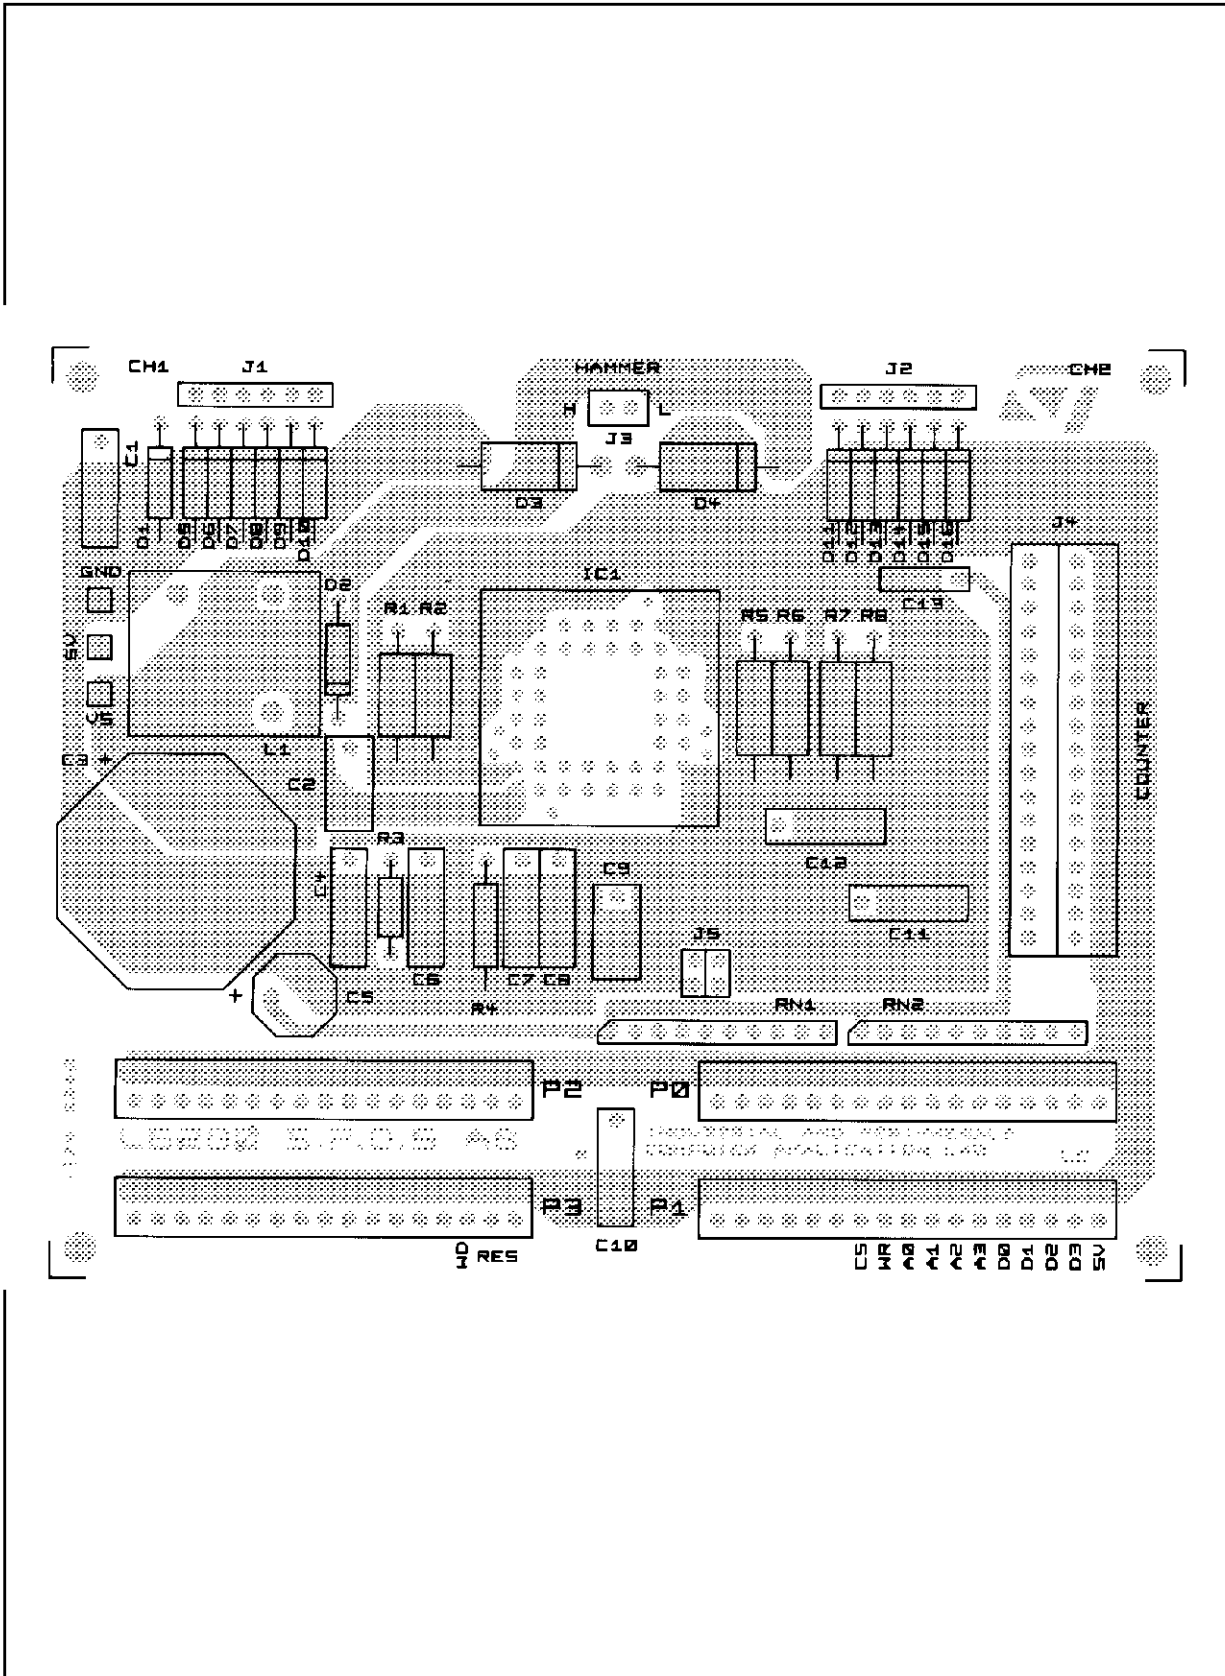 CH1
J1
HAMMER
J2
CH2
H
L
J3
C1
D1
D5
D6
D7
D8
D9
D10
D3
D4
D11
D12
D13
D14
D15
D16
J4
GND
D2
IC1
C13
R1
R2
R5
R6
R7
R8
5V
VS
L1
C3 +
C2
COUNTER
R3
C12
C4
C9
C11
J5
+
C5
C6
C7
C8
R4
RN1
RN2
P2
P0
L6000 S.P.O.S A6
P3
P1
C10
WD
RES
CS
WR
A0
A1
A2
A3
D0
D1
D2
D3
5V